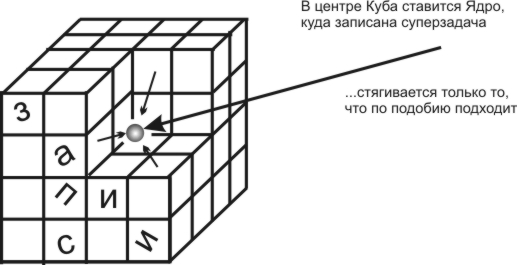 В центре Куба ставится Ядро,
куда записана суперзадача
...стягивается только то,
что по подобию подходит
з
а
п и
с и